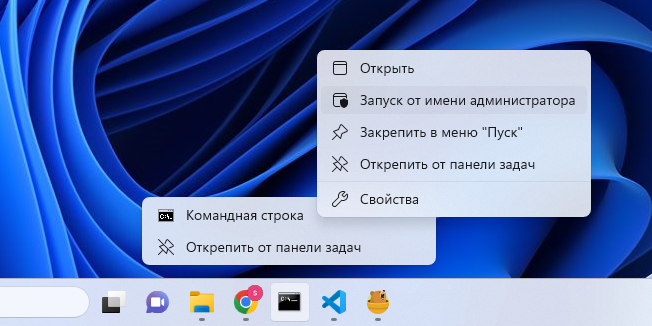 Открыть
Запуск от имени администратора
Закрепить в меню "Пуск"
Открепить от панели задач
Свойства
Командная строка
Открепить от панели задач